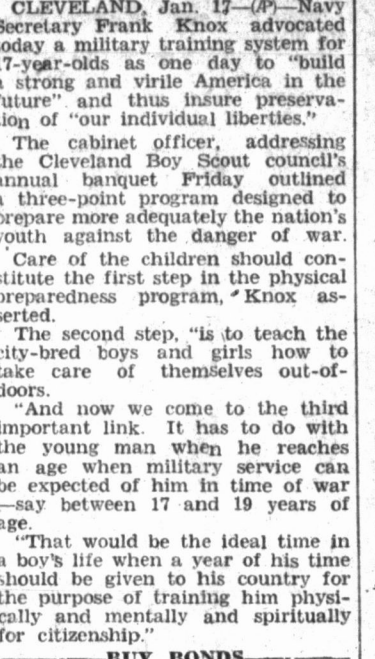 CLEVELAND, Jan. 17—(AP)—Navy
Secretary Frank Knox advocated
today a military training system for
17-year-olds as one day to "build
a strong and virile America in the
future" and thus insure preserva-
tion of "our individual liberties."
The cabinet officer, addressing
the Cleveland Boy Scout council's
annual banquet Friday outlined
a three-point program designed to
prepare more adequately the nation's
youth against the danger of war.
Care of the children should con-
stitute the first step in the physical
preparedness program, Knox as-
serted.
The second step, "is to teach the
city-bred boys and girls how to
take care of themselves out-of-
doors.
"And now we come to the third
important link. It has to do with
the young man when he reaches
an age when military service can
be expected of him in time of war
—say between 17 and 19 years of
age.
"That would be the ideal time in
a boy's life when a year of his time
should be given to his country for
the purpose of training him physi-
cally and mentally and spiritually
for citizenship."
BUY BONDS